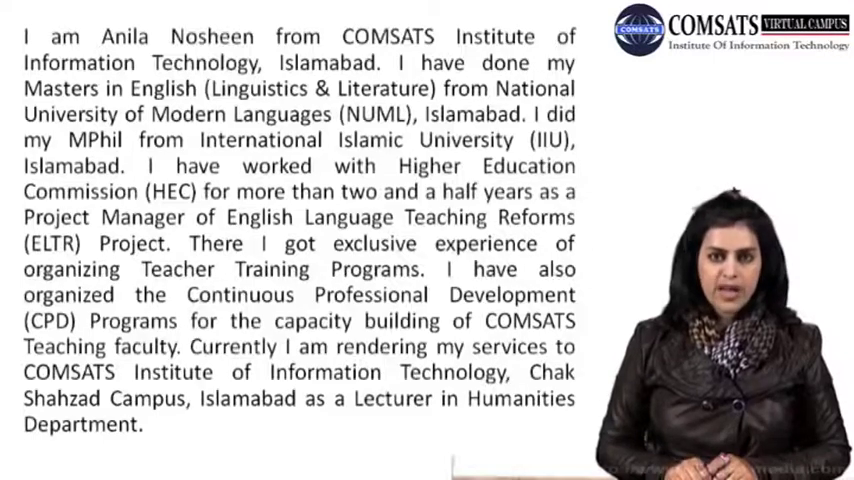 I am Anila Nosheen from COMSATS Institute of
Information Technology, Islamabad. I have done my
Masters in English (Linguistics & Literature) from National
University of Modern Languages (NUML), Islamabad. I did
my MPhil from International Islamic University (IIU),
Islamabad. I have worked with Higher Education
Commission (HEC) for more than two and a half years as a
Project Manager of English Language Teaching Reforms
(ELTR) Project. There I got exclusive experience of
organizing Teacher Training Programs. I have also
organized the Continuous Professional Development
(CPD) Programs for the capacity building of COMSATS
Teaching faculty. Currently I am rendering my services to
COMSATS Institute of Information Technology, Chak
Shahzad Campus, Islamabad as a Lecturer in Humanities
Department.
COMSATS
COMSATS VIRTUAL CAMPUS
Institute Of Information Technology